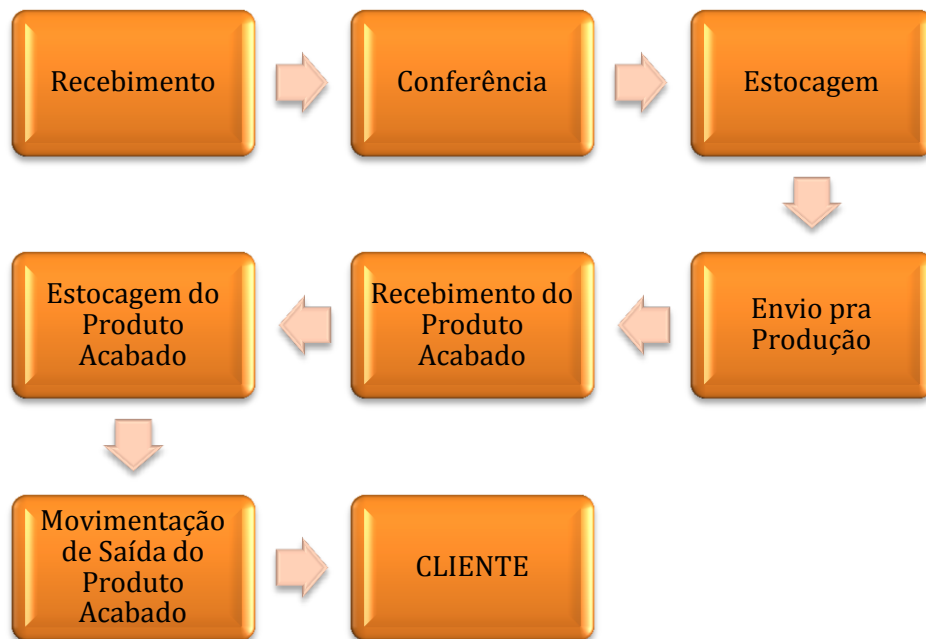 Recebimento
Conferência
Estocagem
Envio pra
Produção
Recebimento do
Produto
Acabado
Estocagem do
Produto
Acabado
Movimentação
de Saída do
Produto
Acabado
CLIENTE